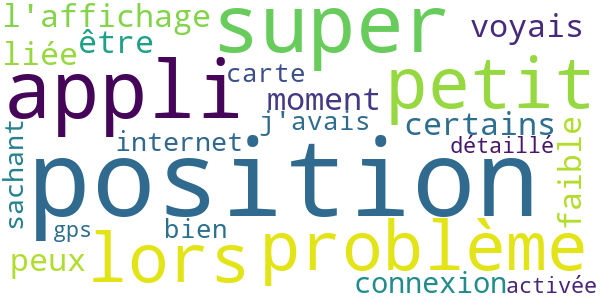 l'affichage super voyais
liée être
appli carte petit
moment
j'avais certains
internet détaillé
sachant position faible
gps bien
peux lors problème
connexion activée